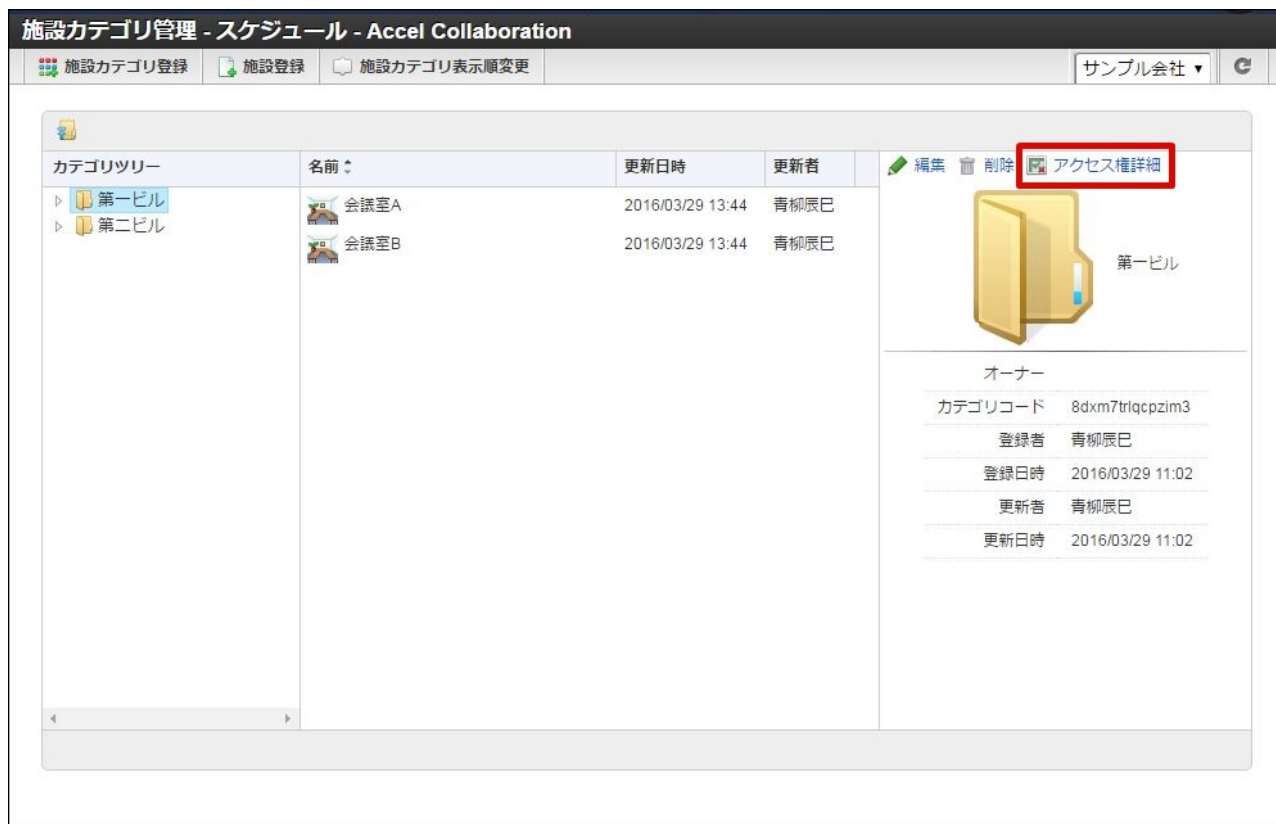 施設カテゴリ管理 - スケジュール - Accel Collaboration
施設カテゴリ登録 施設登録 施設カテゴリ表示順変更 サンプル会社
カテゴリツリー 名前 更新日時 更新者 編集 削除 アクセス権詳細
第一ビル 会議室A 2016/03/29 13:44 青柳辰巳
第二ビル 会議室B 2016/03/29 13:44 青柳辰巳
第一ビル
オーナー
カテゴリコード 8dxm7trlqcpzim3
登録者 青柳辰巳
登録日時 2016/03/29 11:02
更新者 青柳辰巳
更新日時 2016/03/29 11:02